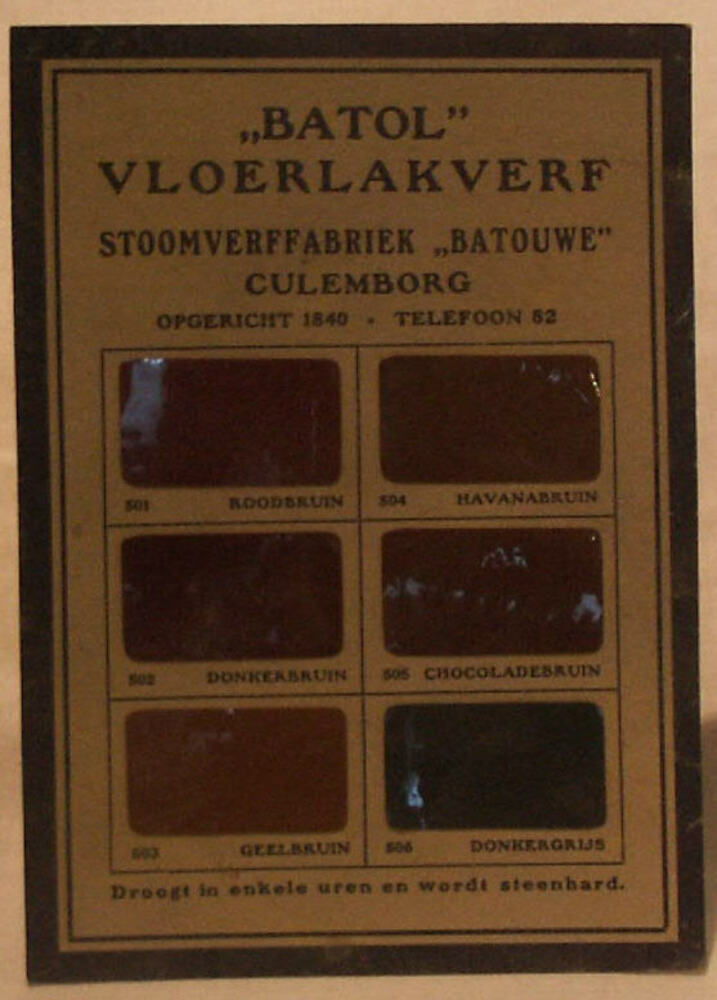 „BATOL”
VLOERLAKVERF
STOOMVERFFABRIEK „BATOUWE”
CULEMBORG
OPGERICHT 1840 - TELEFOON 82
501 ROODBRUIN
504 HAVANABRUIN
502 DONKERBRUIN
505 CHOCOLADEBRUIN
503 GEELBRUIN
506 DONKERGRIJS
Droogt in enkele uren en wordt steenhard.